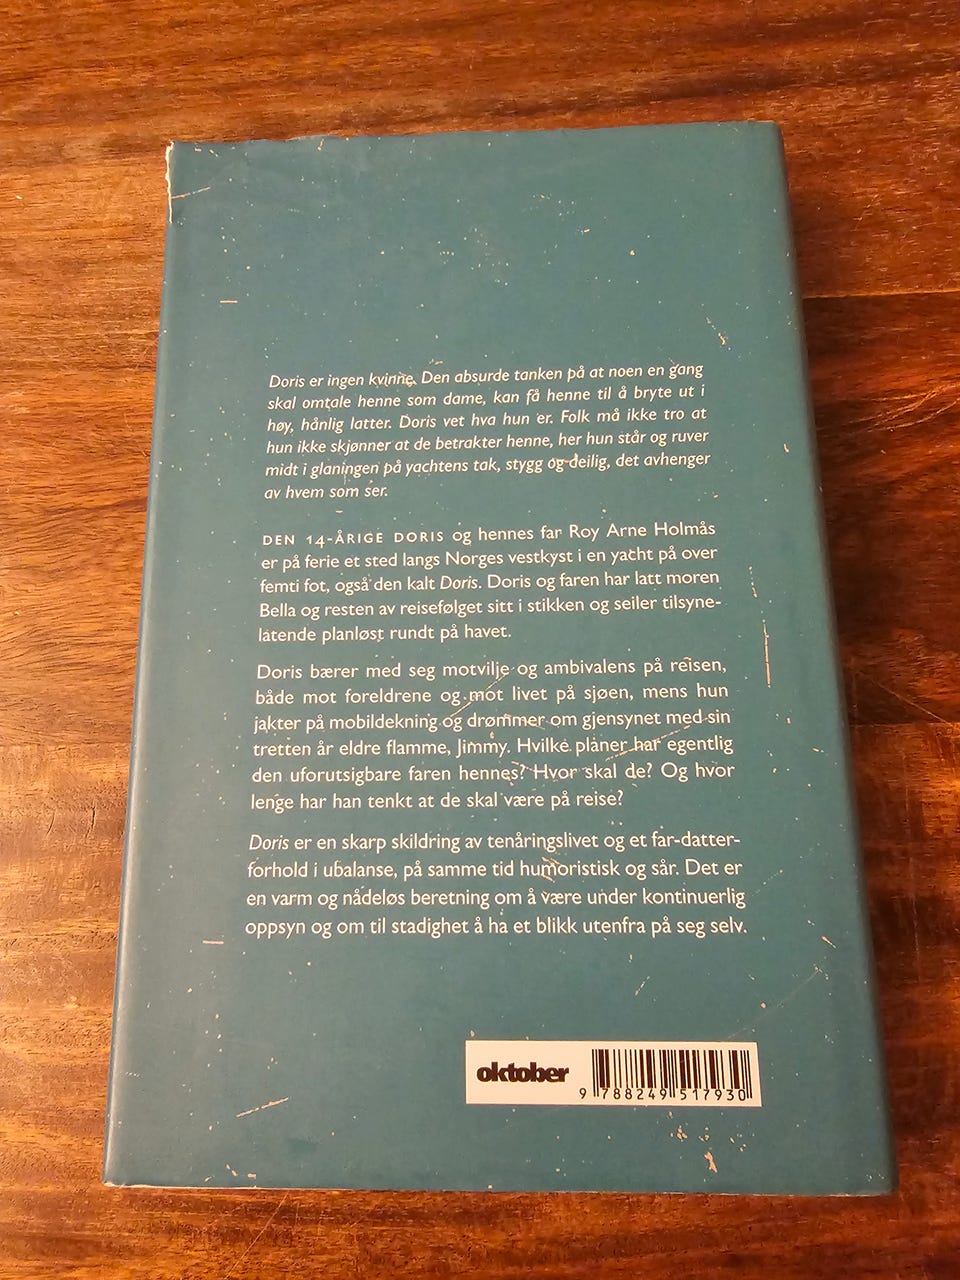 Doris er ingen kvinne. Den absurde tanken på at noen en gang
skal omtale henne som dame, kan få henne til å bryte ut i
høy, hånlig latter. Doris vet hva hun er. Folk må ikke tro at
hun ikke skjønner at de betrakter henne, her hun står og ruver
midt i glaningen på yachtens tak, stygg og deilig, det avhenger
av hvem som ser.
DEN 14-ÅRIGE DORIS og hennes far Roy Arne Holmås
er på ferie et sted langs Norges vestkyst i en yacht på over
femti fot, også den kalt Doris. Doris og faren har latt moren
Bella og resten av reisefølget sitt i stikken og seiler tilsyne-
latende planløst rundt på havet.
Doris bærer med seg motvilje og ambivalens på reisen,
både mot foreldrene og mot livet på sjøen, mens hun
jakter på mobildekning og drømmer om gjensynet med sin
tretten år eldre flamme, Jimmy. Hvilke planer har egentlig
den uforutsigbare faren hennes? Hvor skal de? Og hvor
lenge har han tenkt at de skal være på reise?
Doris er en skarp skildring av tenåringslivet og et far-datter-
forhold i ubalanse, på samme tid humoristisk og sår. Det er
en varm og nådeløs beretning om å være under kontinuerlig
oppsyn og om til stadighet å ha et blikk utenfra på seg selv.
oktober
9 788249 517930